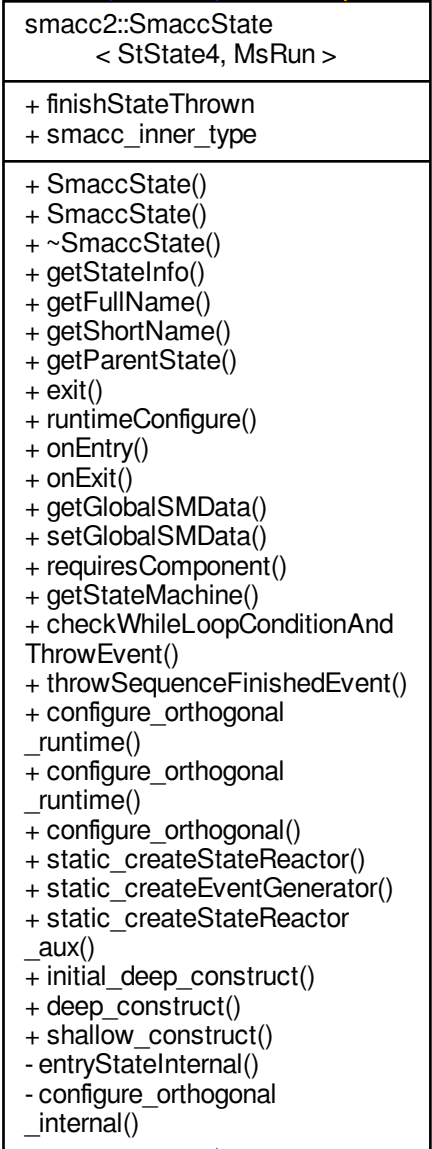 smacc2::SmaccState
< StState4, MsRun >
+ finishStateThrown
+ smacc_inner_type
+ SmaccState()
+ SmaccState()
+ ~SmaccState()
+ getStateInfo()
+ getFullName()
+ getShortName()
+ getParentState()
+ exit()
+ runtimeConfigure()
+ onEntry()
+ onExit()
+ getGlobalSMData()
+ setGlobalSMData()
+ requiresComponent()
+ getStateMachine()
+ checkWhileLoopConditionAnd
ThrowEvent()
+ throwSequenceFinishedEvent()
+ configure_orthogonal
_runtime()
+ configure_orthogonal
_runtime()
+ configure_orthogonal()
+ static_createStateReactor()
+ static_createEventGenerator()
+ static_createStateReactor
_aux()
+ initial_deep_construct()
+ deep_construct()
+ shallow_construct()
- entryStateInternal()
- configure_orthogonal
_internal()